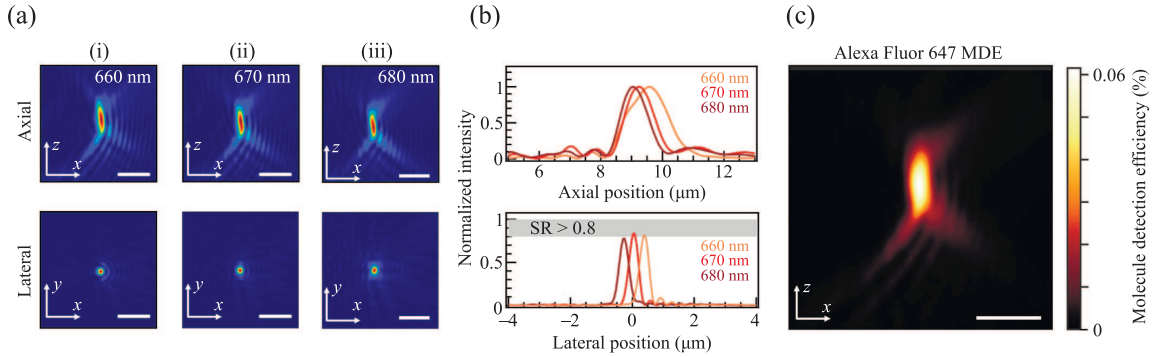 (a)
(i)
(ii)
(iii)
Axial
660 nm
670 nm
680 nm
z
x
z
x
z
x
Lateral
y
x
y
x
y
x
(b)
Normalized intensity
1
0.5
0
660 nm
670 nm
680 nm
6
8
10
12
Axial position (μm)
1
0.5
0
SR > 0.8
660 nm
670 nm
680 nm
−4
−2
0
2
4
Lateral position (μm)
(c)
Alexa Fluor 647 MDE
z
x
0.06
0
Molecule detection efficiency (%)